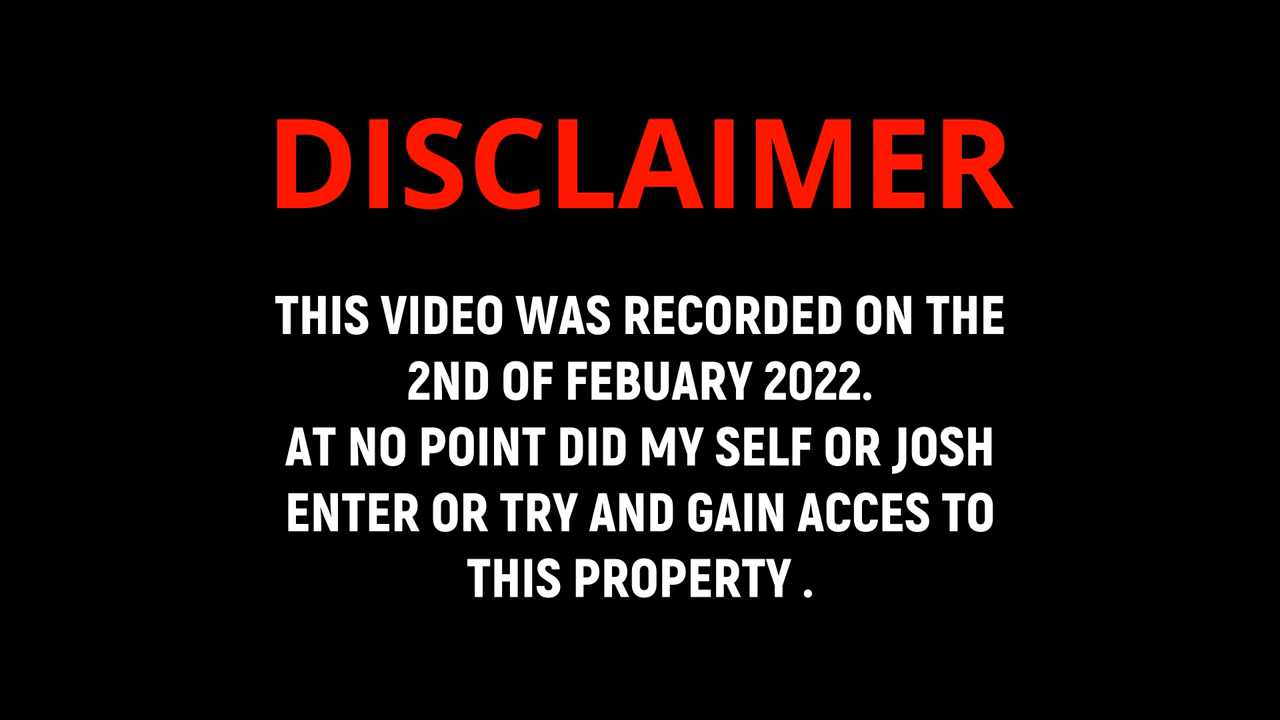 DISCLAIMER
THIS VIDEO WAS RECORDED ON THE
2ND OF FEBUARY 2022.
AT NO POINT DID MY SELF OR JOSH
ENTER OR TRY AND GAIN ACCES TO
THIS PROPERTY .